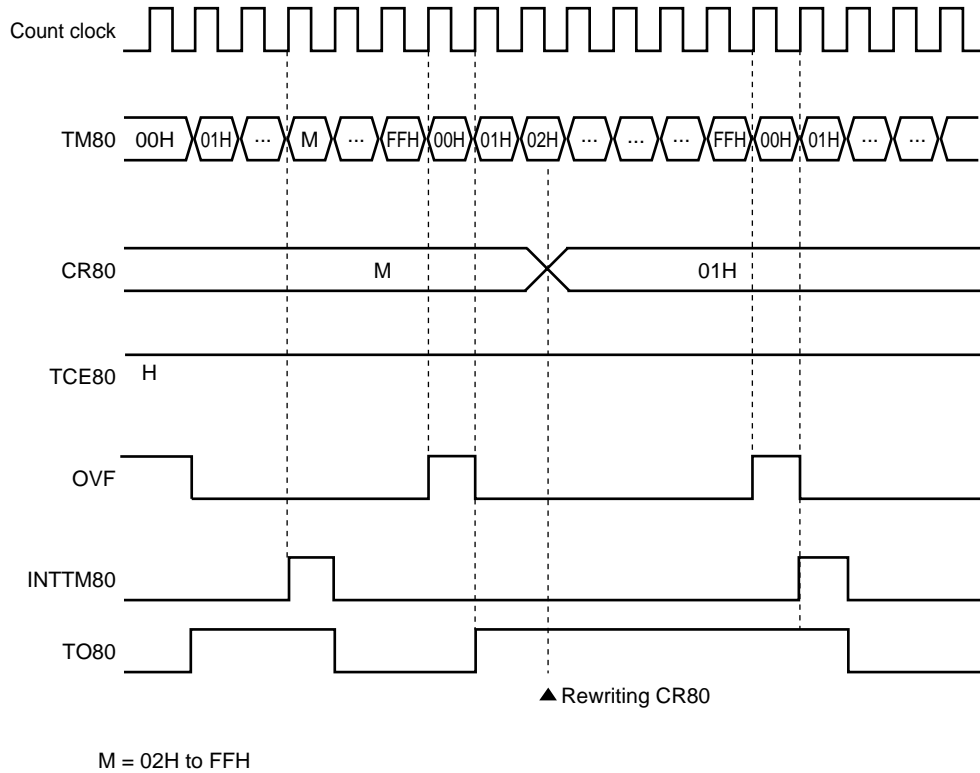 Count clock
TM80 00H 01H ... M ... FFH 00H 01H 02H ... ... ... FFH 00H 01H ... ...
CR80 M 01H
TCE80 H
OVF
INTTM80
TO80
▲ Rewriting CR80
M = 02H to FFH